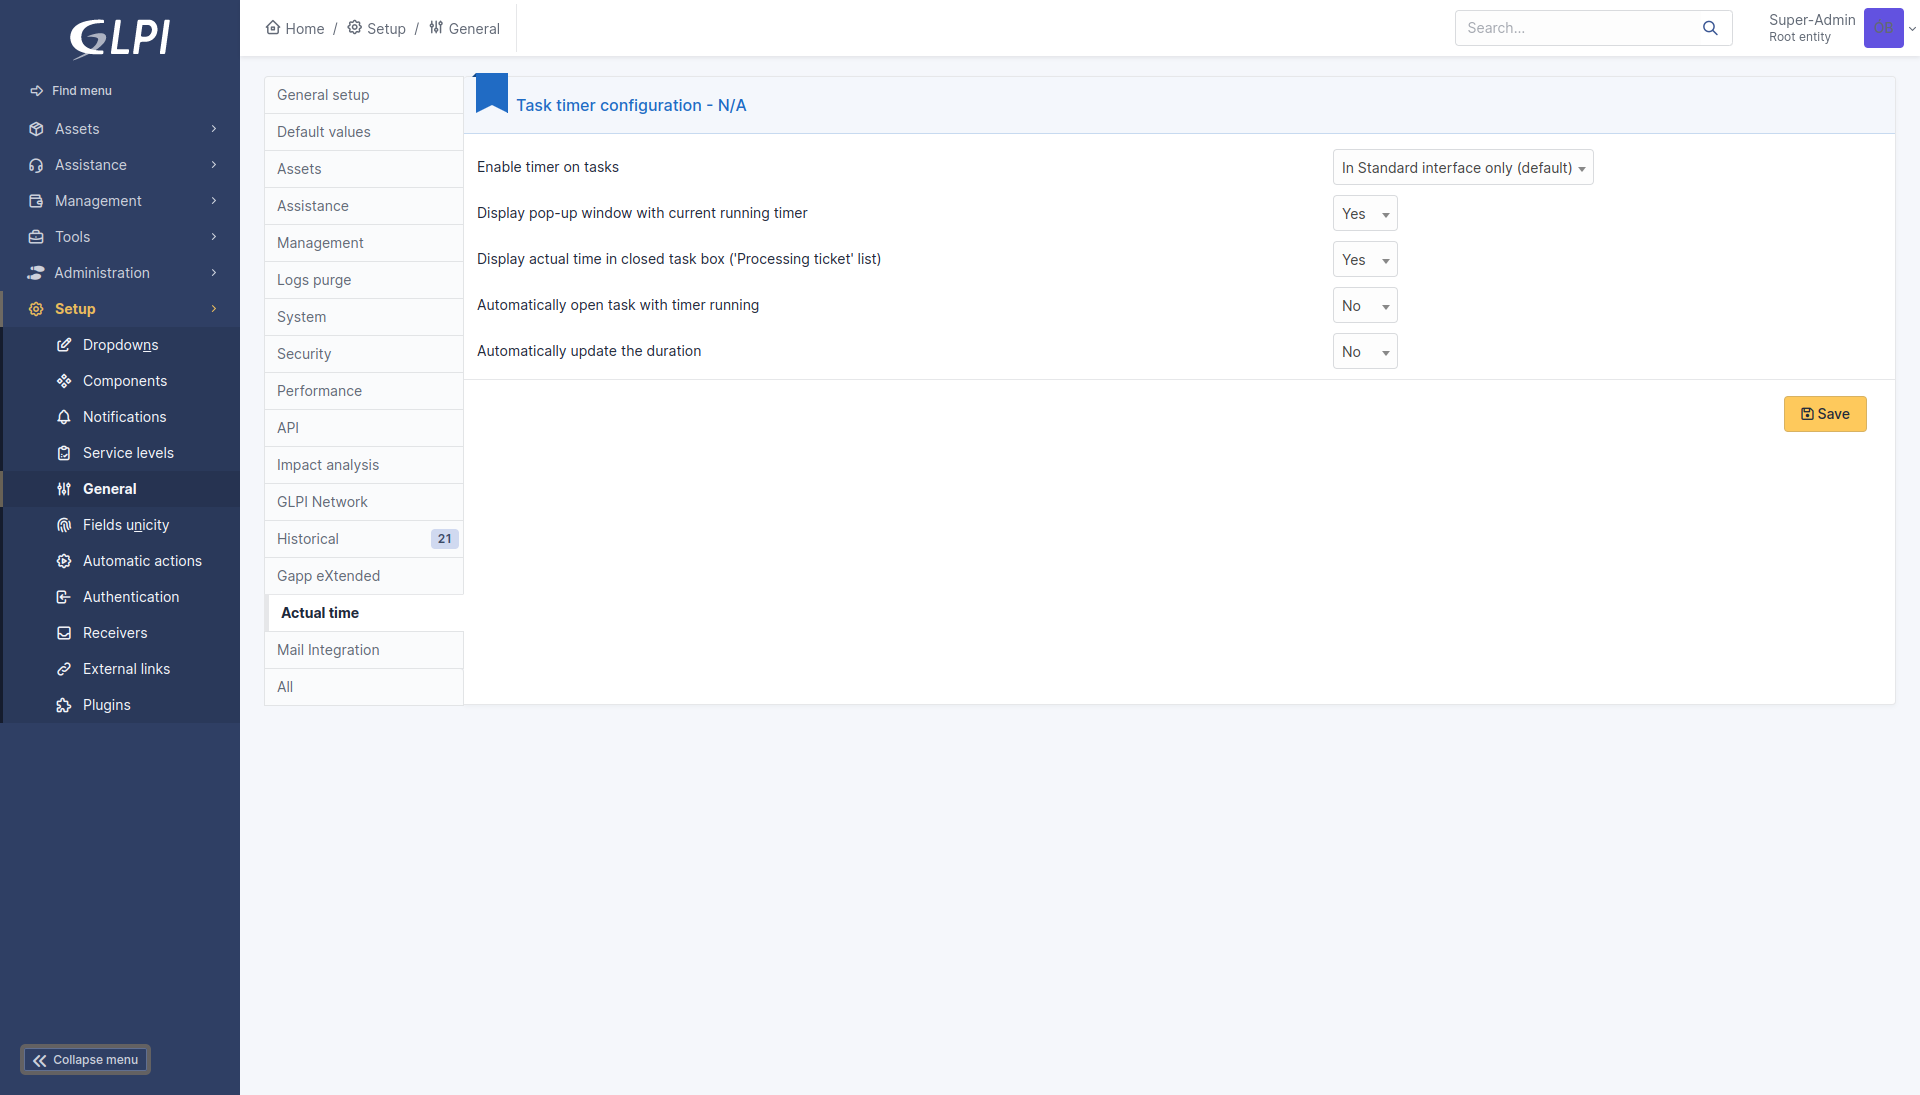 GLPI
Find menu
Assets
Assistance
Management
Tools
Administration
Setup
Dropdowns
Components
Notifications
Service levels
General
Fields unicity
Automatic actions
Authentication
Receivers
External links
Plugins
Collapse menu
Home / Setup / General
Search...
Super-Admin
Root entity
General setup
Default values
Assets
Assistance
Management
Logs purge
System
Security
Performance
API
Impact analysis
GLPI Network
Historical 21
Gapp eXtended
Actual time
Mail Integration
All
Task timer configuration - N/A
Enable timer on tasks In Standard interface only (default)
Display pop-up window with current running timer Yes
Display actual time in closed task box ('Processing ticket' list) Yes
Automatically open task with timer running No
Automatically update the duration No
Save